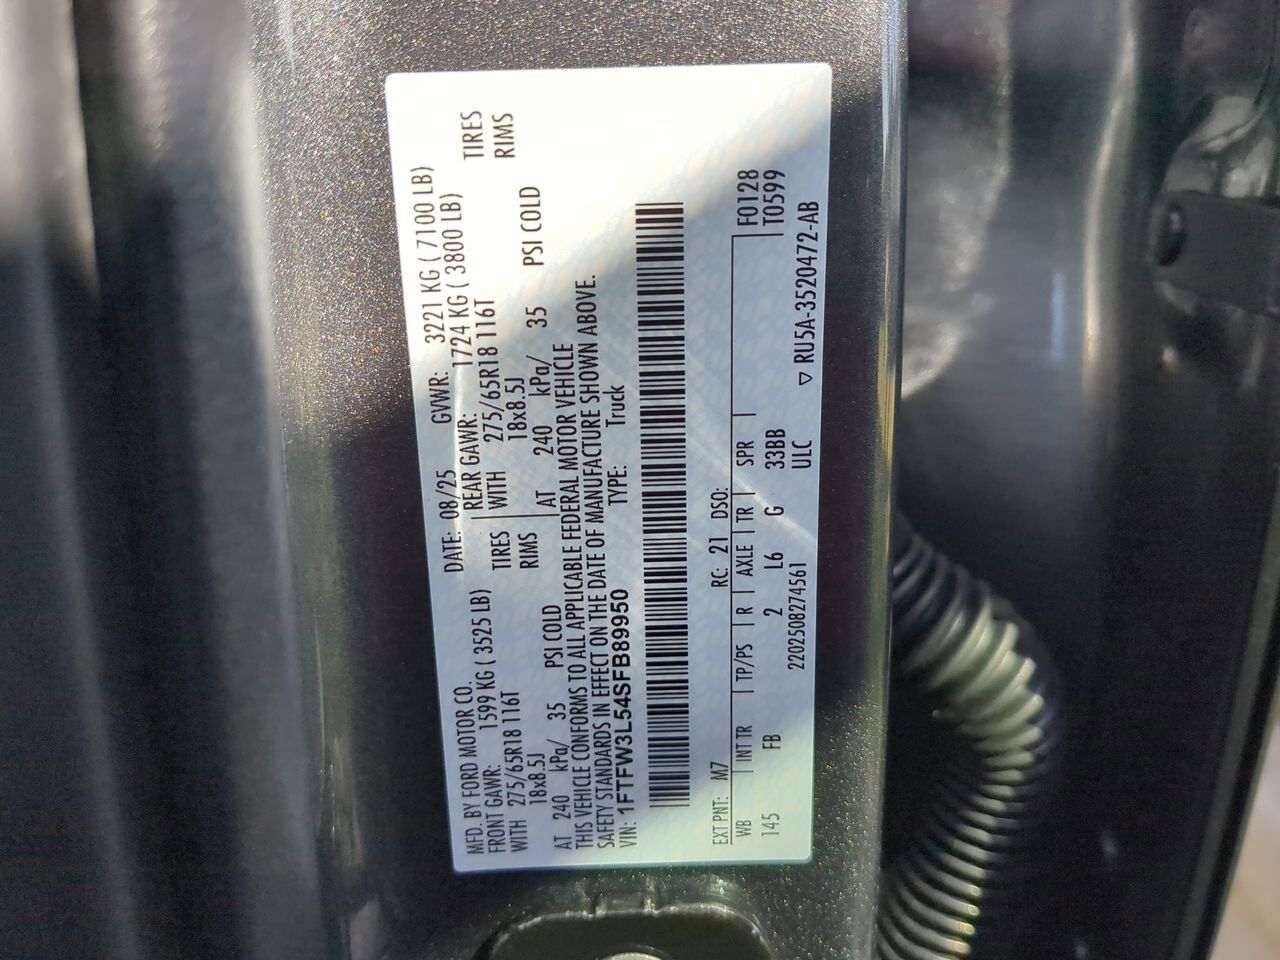 MFD. BY FORD MOTOR CO.
DATE: 08/25 GVWR: 3221 KG ( 7100 LB)
FRONT GAWR: 1599 KG ( 3525 LB) REAR GAWR: 1724 KG ( 3800 LB)
WITH 275/65R18 116T TIRES WITH 275/65R18 116T TIRES
18x8.5J RIMS 18x8.5J RIMS
AT 240 kPa/ 35 PSI COLD AT 240 kPa/ 35 PSI COLD
THIS VEHICLE CONFORMS TO ALL APPLICABLE FEDERAL MOTOR VEHICLE
SAFETY STANDARDS IN EFFECT ON THE DATE OF MANUFACTURE SHOWN ABOVE.
VIN: 1FTFW3L54SFB89950 TYPE: Truck
EXT PNT: M7 RC: 21 DSO:
WB INT TR TP/PS R AXLE TR SPR F0128
145 FB 2 L6 G 33BB T0599
22025082​74561 ULC ▽ RU5A-3520472-AB